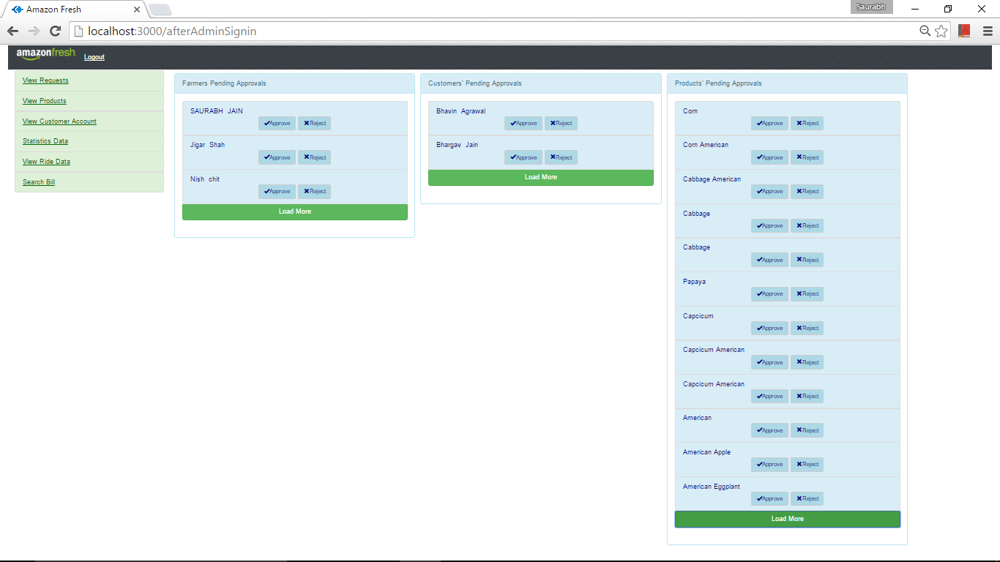 Amazon Fresh
Saurabh
localhost:3000/afterAdminSignin
amazonfresh Logout
View Requests
View Products
View Customer Account
Statistics Data
View Ride Data
Search Bill
Farmers Pending Approvals
SAURABH JAIN
Approve Reject
Jigar Shah
Approve Reject
Nish chit
Approve Reject
Load More
Customers' Pending Approvals
Bhavin Agrawal
Approve Reject
Bhargav Jain
Approve Reject
Load More
Products' Pending Approvals
Corn
Approve Reject
Corn American
Approve Reject
Cabbage American
Approve Reject
Cabbage
Approve Reject
Cabbage
Approve Reject
Papaya
Approve Reject
Capcicum
Approve Reject
Capcicum American
Approve Reject
Capcicum American
Approve Reject
American
Approve Reject
American Apple
Approve Reject
American Eggplant
Approve Reject
Load More